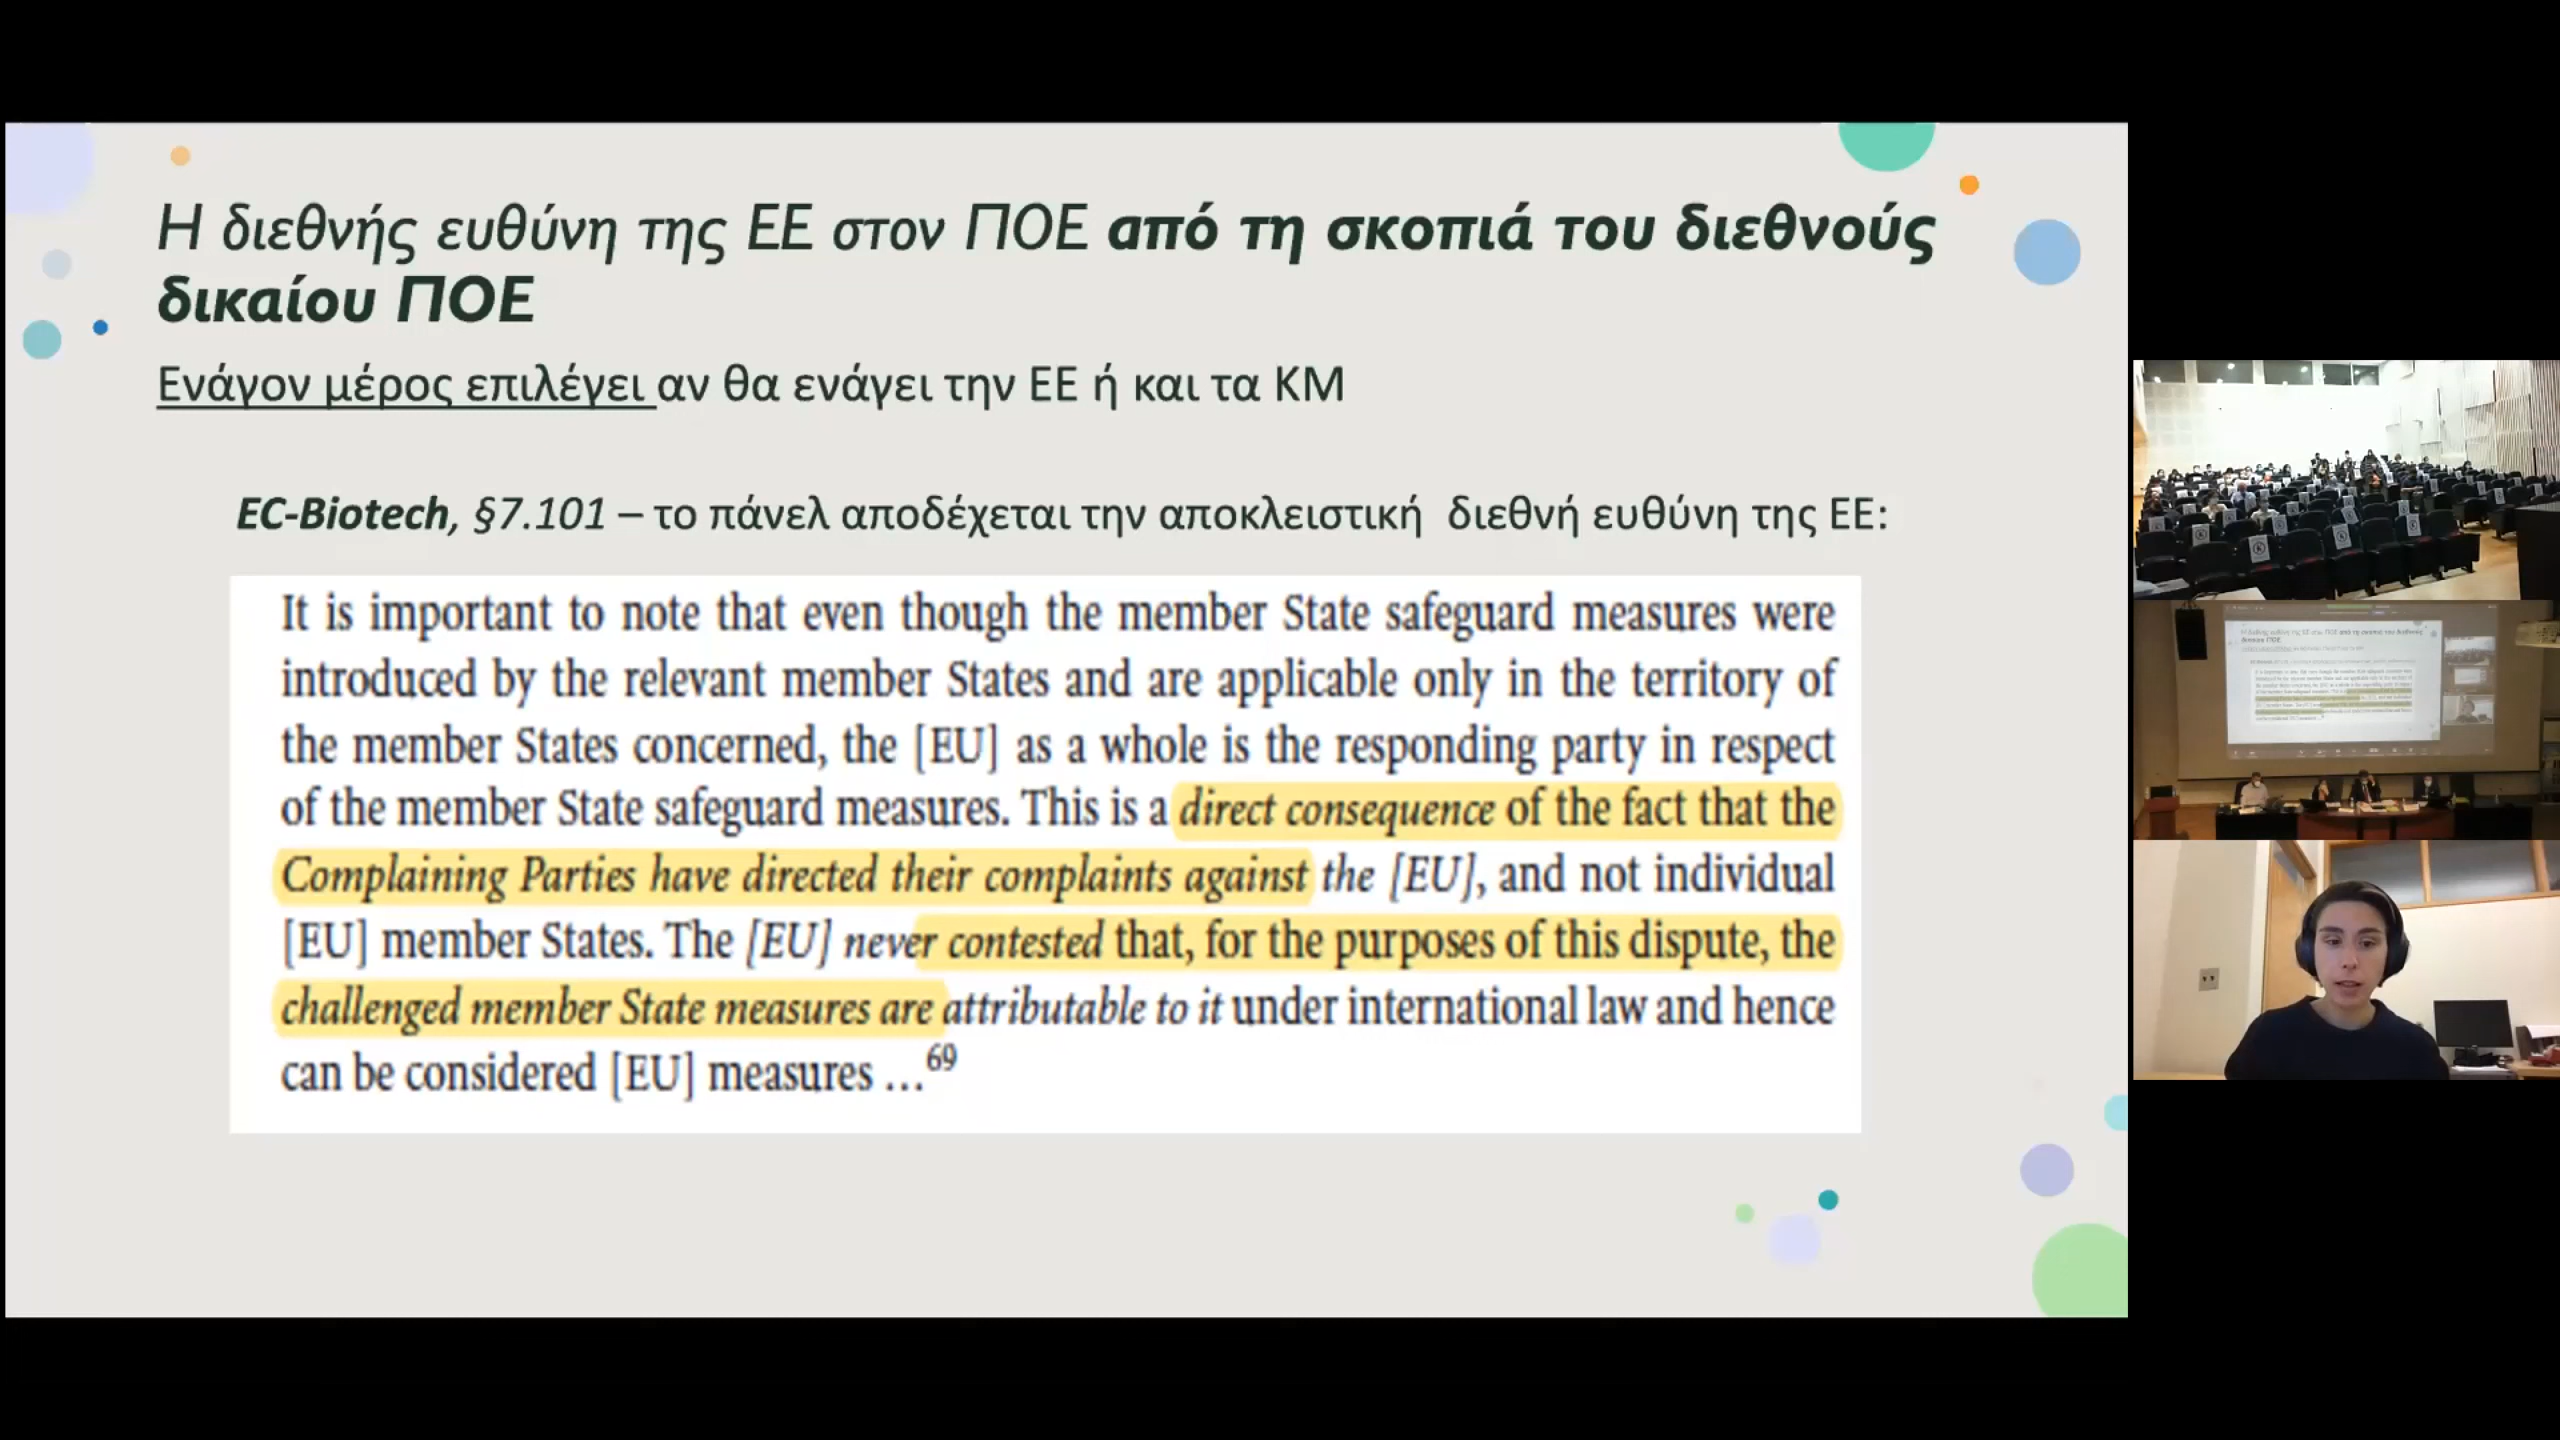 Η διεθνής ευθύνη της ΕΕ στον ΠΟΕ από τη σκοπιά του διεθνούς
δικαίου ΠΟΕ
Ενάγον μέρος επιλέγει αν θα ενάγει την ΕΕ ή και τα ΚΜ
EC-Biotech, §7.101 – το πάνελ αποδέχεται την αποκλειστική διεθνή ευθύνη της ΕΕ:
It is important to note that even though the member State safeguard measures were
introduced by the relevant member States and are applicable only in the territory of
the member States concerned, the [EU] as a whole is the responding party in respect
of the member State safeguard measures. This is a direct consequence of the fact that the
Complaining Parties have directed their complaints against the [EU], and not individual
[EU] member States. The [EU] never contested that, for the purposes of this dispute, the
challenged member State measures are attributable to it under international law and hence
can be considered [EU] measures …69